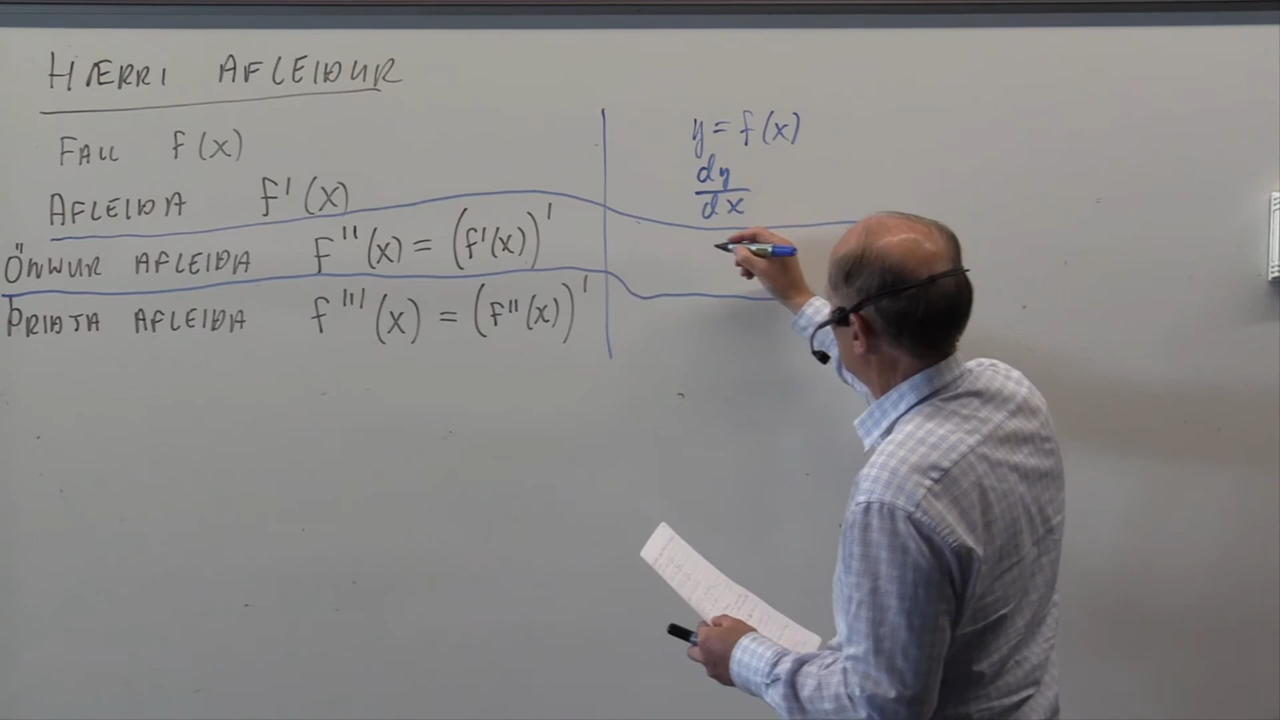 HÆRRI AFLEIÐUR
FALL f(x)
AFLEIÐA f'(x)
ÖNNUR AFLEIÐA f''(x) = (f'(x))'
ÞRIÐJA AFLEIÐA f'''(x) = (f''(x))'
y = f(x)
dy
dx